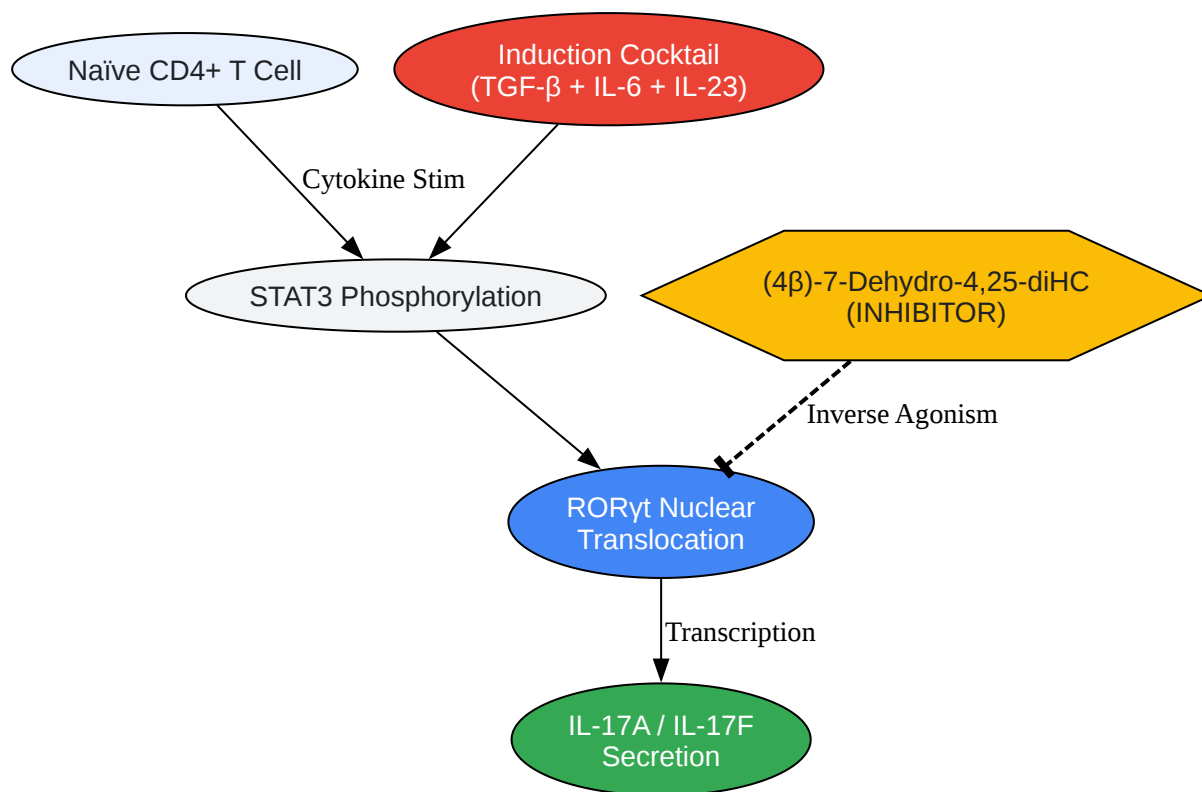 Naïve CD4+ T Cell
Induction Cocktail
(TGF-β + IL-6 + IL-23)
Cytokine Stim
STAT3 Phosphorylation
(4β)-7-Dehydro-4,25-diHC
(INHIBITOR)
Inverse Agonism
RORγt Nuclear
Translocation
Transcription
IL-17A / IL-17F
Secretion